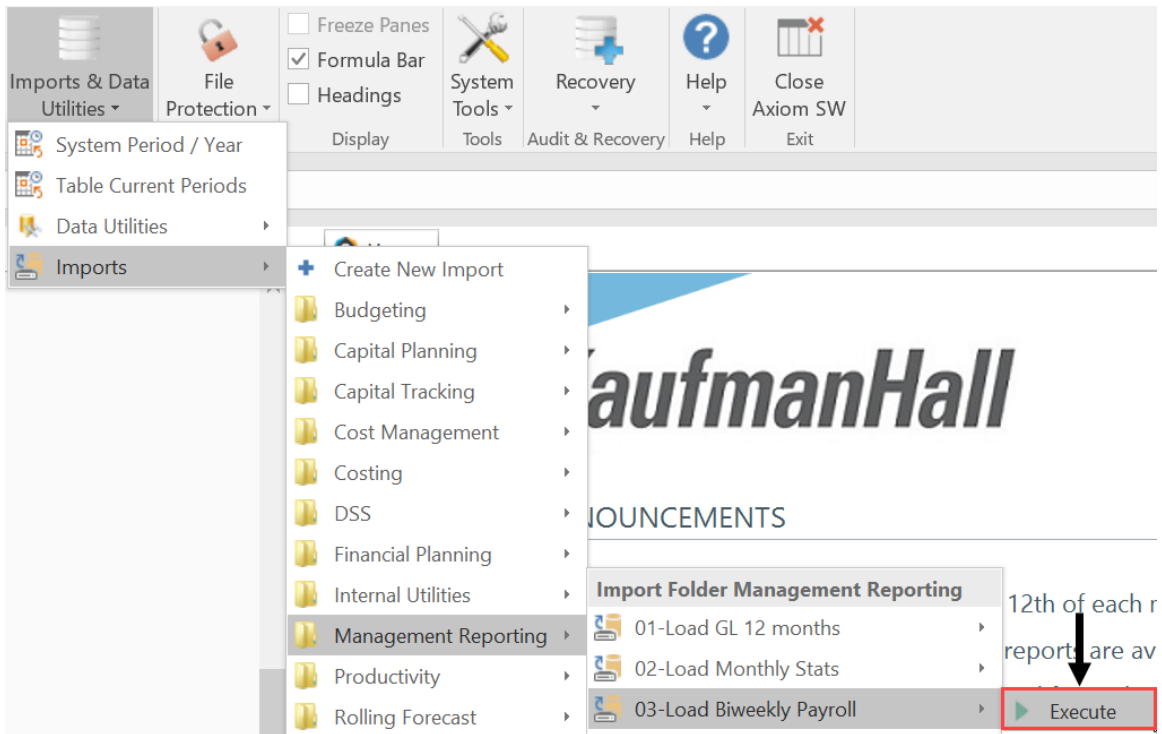 Imports & Data
Utilities
File
Protection
Freeze Panes
Formula Bar
Headings
Display
System
Tools
Tools
Recovery
Audit & Recovery
Help
Help
Close
Axiom SW
Exit
System Period / Year
Table Current Periods
Data Utilities
Imports
Create New Import
Budgeting
Capital Planning
Capital Tracking
Cost Management
Costing
DSS
Financial Planning
Internal Utilities
Management Reporting
Productivity
Rolling Forecast
aufmanHall
NOUNCEMENTS
Import Folder Management Reporting
01-Load GL 12 months
02-Load Monthly Stats
03-Load Biweekly Payroll
12th of each
reports are av
Execute